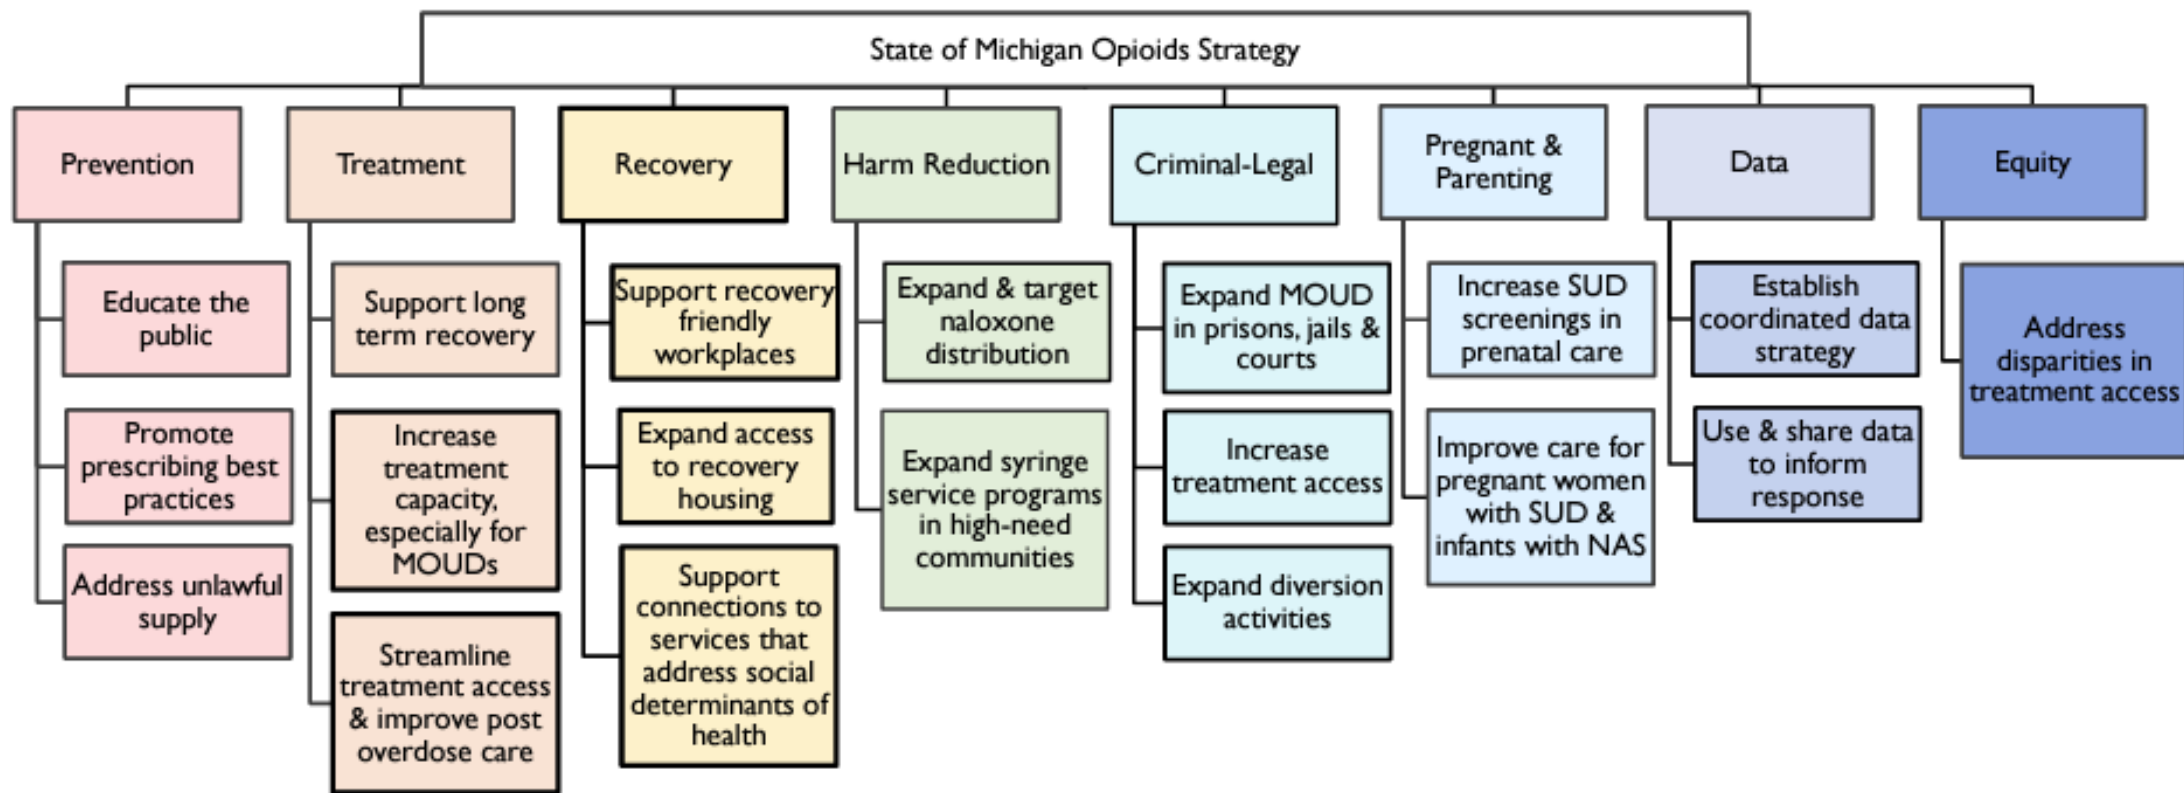 State of Michigan Opioids Strategy
Prevention
Educate the
public
Promote
prescribing best
practices
Address unlawful
supply
Treatment
Support long
term recovery
Increase
treatment
capacity,
especially for
MOUDs
Streamline
treatment access
& improve post
overdose care
Recovery
Support recovery
friendly
workplaces
Expand access
to recovery
housing
Support
connections to
services that
address social
determinants of
health
Harm Reduction
Expand & target
naloxone
distribution
Expand syringe
service programs
in high-need
communities
Criminal-Legal
Expand MOUD
in prisons, jails &
courts
Increase
treatment access
Expand diversion
activities
Pregnant &
Parenting
Increase SUD
screenings in
prenatal care
Improve care for
pregnant women
with SUD &
infants with NAS
Data
Establish
coordinated data
strategy
Use & share data
to inform
response
Equity
Address
disparities in
treatment access